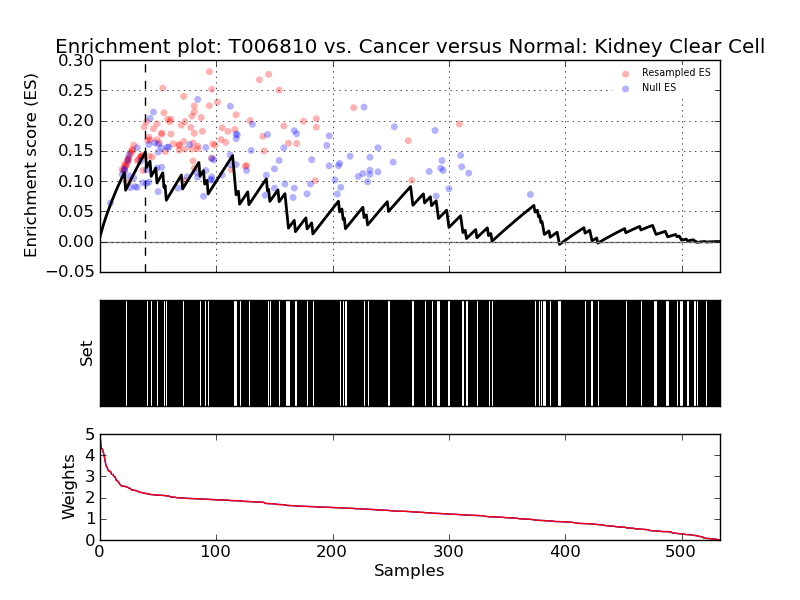 Enrichment plot: T006810 vs. Cancer versus Normal: Kidney Clear Cell
Enrichment score (ES)
0.30
0.25
0.20
0.15
0.10
0.05
0.00
−0.05
Resampled ES
Null ES
Set
Weights
5
4
3
2
1
0
0 100 200 300 400 500
Samples